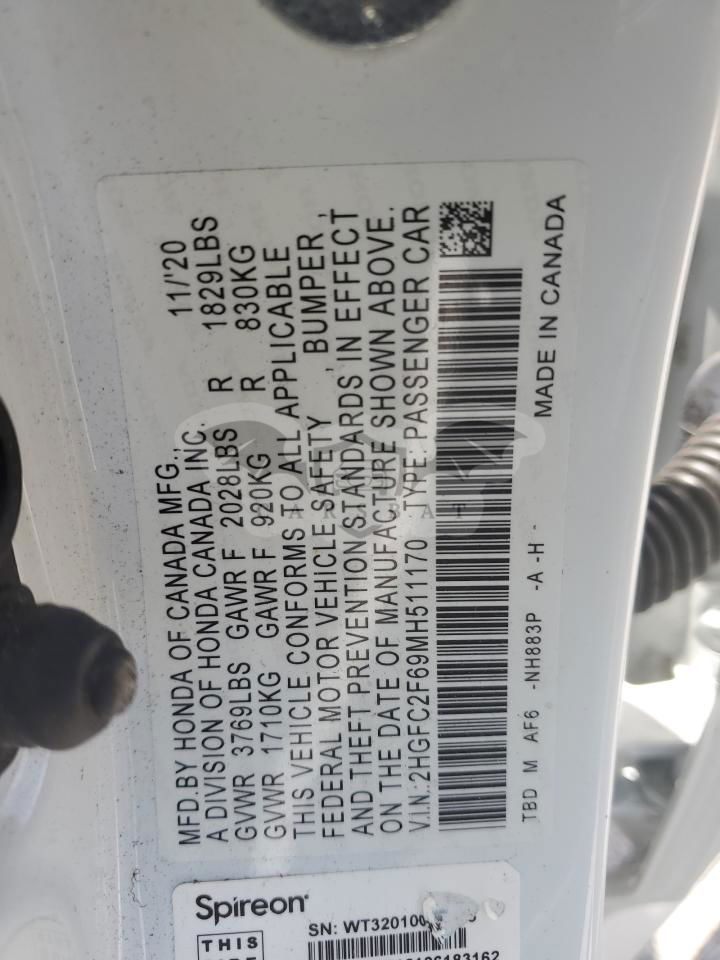 MFD.BY HONDA OF CANADA MFG., 11/'20
A DIVISION OF HONDA CANADA INC.
GVWR 3769LBS GAWR F 2028LBS R 1829LBS
GVWR 1710KG GAWR F 920KG R 830KG
THIS VEHICLE CONFORMS TO ALL APPLICABLE
FEDERAL MOTOR VEHICLE SAFETY , BUMPER ,
AND THEFT PREVENTION STANDARDS IN EFFECT
ON THE DATE OF MANUFACTURE SHOWN ABOVE.
V.I.N.:2HGFC2F69MH511170 TYPE:PASSENGER CAR
TBD M AF6 -NH883P -A -H -
MADE IN CANADA
Spireon
SN: WT320100
THIS